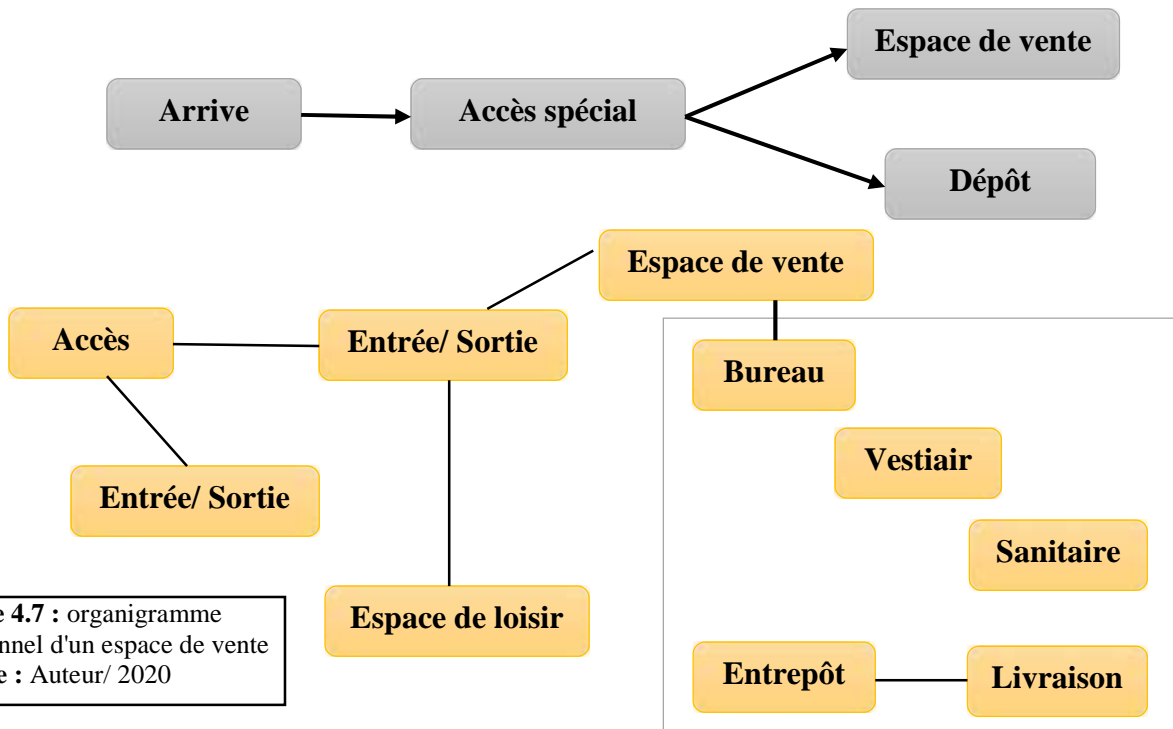 Espace de vente
Arrive
Accès spécial
Dépôt
Espace de vente
Accès
Entrée/ Sortie
Bureau
Vestiair
Entrée/ Sortie
Sanitaire
Espace de loisir
Entrepôt
Livraison
4.7 : organigramme
d'un espace de vente
: Auteur/ 2020